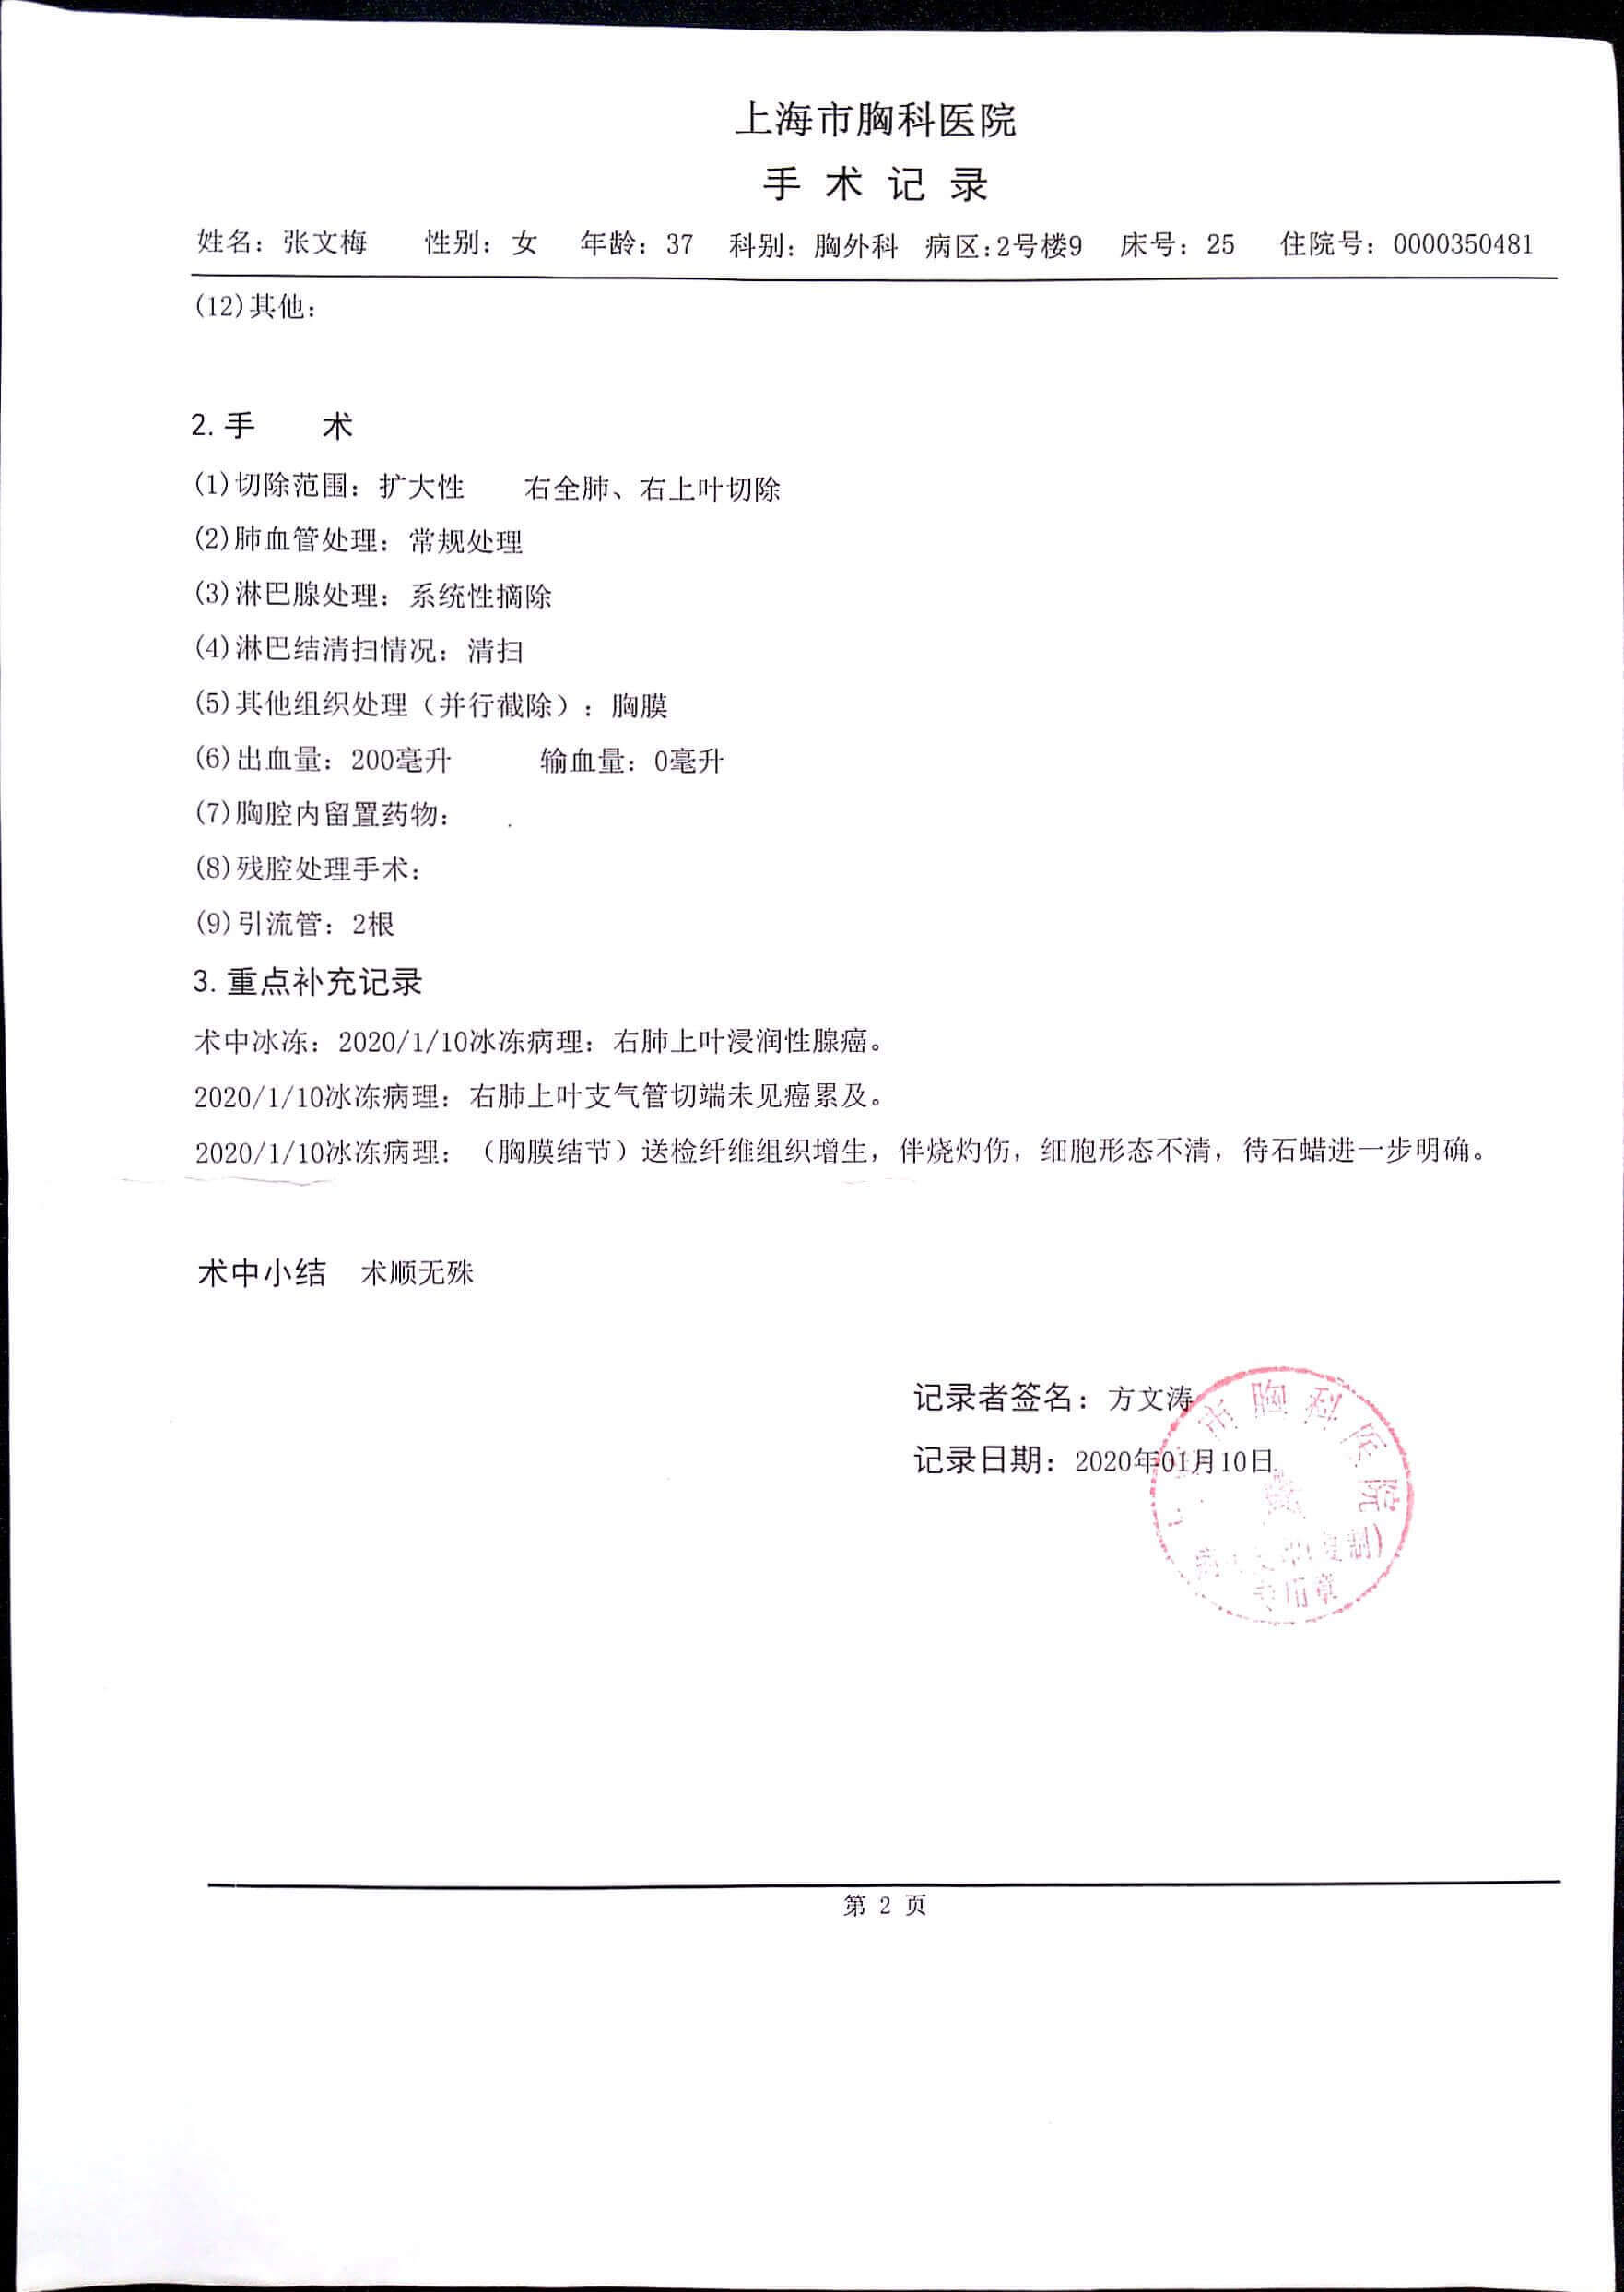 上海市胸科医院
手 术 记 录
姓名：张文梅 性别：女 年龄：37 科别：胸外科 病区:2号楼9 床号：25 住院号：0000350481
(12)其他：
2.手 术
(1)切除范围：扩大性 右全肺、右上叶切除
(2)肺血管处理：常规处理
(3)淋巴腺处理：系统性摘除
(4)淋巴结清扫情况：清扫
(5)其他组织处理（并行截除）：胸膜
(6)出血量：200毫升 输血量：0毫升
(7)胸腔内留置药物：
(8)残腔处理手术：
(9)引流管：2根
3.重点补充记录
术中冰冻：2020/1/10冰冻病理：右肺上叶浸润性腺癌。
2020/1/10冰冻病理：右肺上叶支气管切端未见癌累及。
2020/1/10冰冻病理：（胸膜结节）送检纤维组织增生，伴烧灼伤，细胞形态不清，待石蜡进一步明确。
术中小结 术顺无殊
记录者签名：方文涛
记录日期：2020年01月10日
市胸科医院
制)
专用章
第 2 页